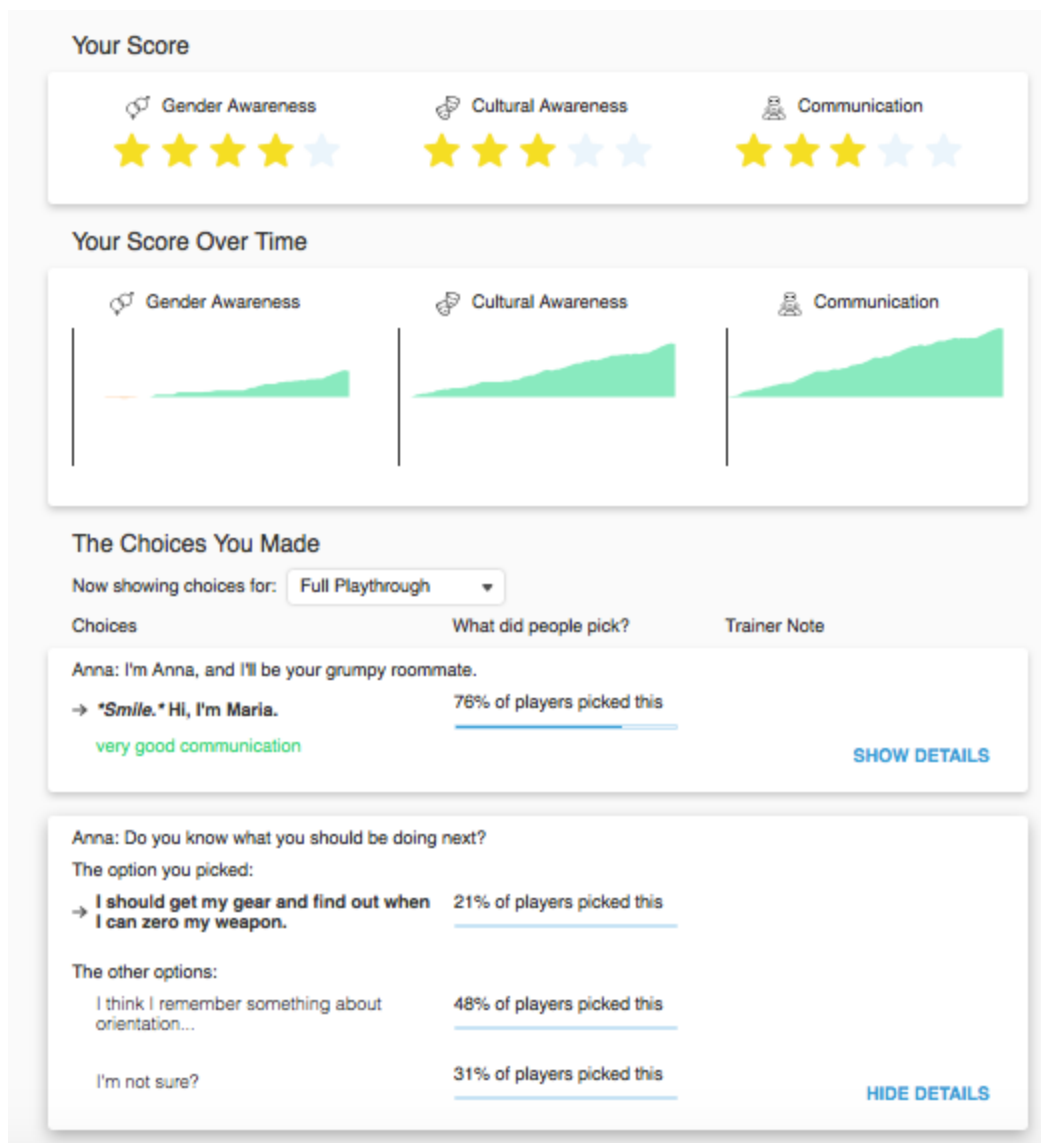 Your Score
Gender Awareness
Cultural Awareness
Communication
Your Score Over Time
Gender Awareness
Cultural Awareness
Communication
The Choices You Made
Now showing choices for: Full Playthrough
Choices
What did people pick?
Trainer Note
Anna: I'm Anna, and I'll be your grumpy roommate.
→ *Smile.* Hi, I'm Maria.
76% of players picked this
very good communication
SHOW DETAILS
Anna: Do you know what you should be doing next?
The option you picked:
→ I should get my gear and find out when
I can zero my weapon.
21% of players picked this
The other options:
I think I remember something about
orientation...
48% of players picked this
I'm not sure?
31% of players picked this
HIDE DETAILS